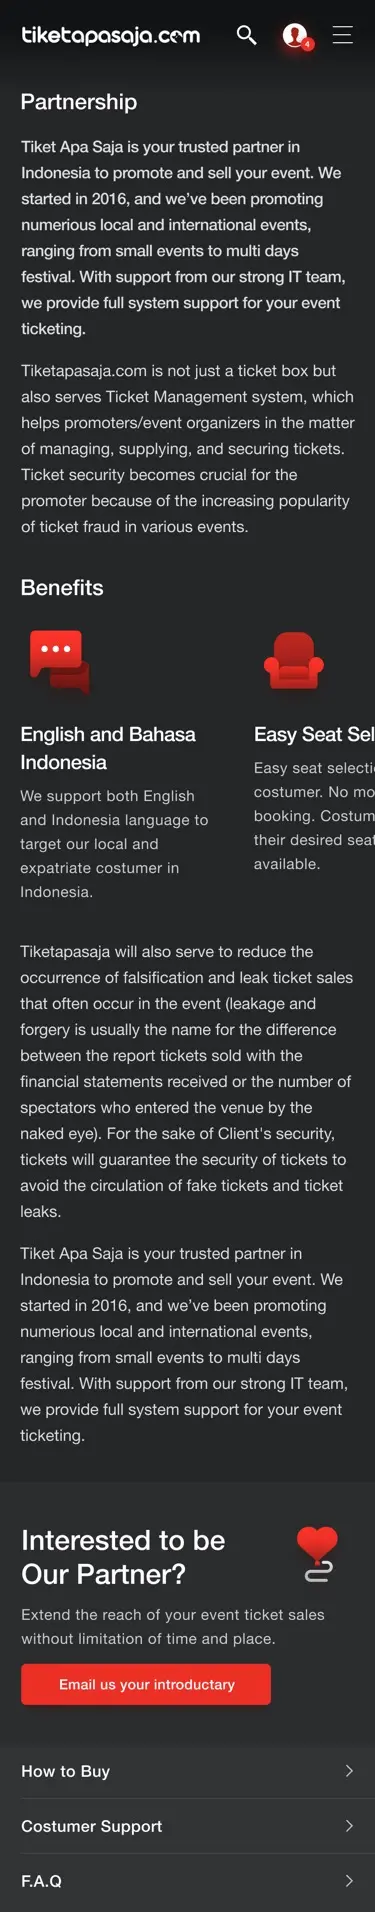 tiketapasaja.com
4
Partnership
Tiket Apa Saja is your trusted partner in
Indonesia to promote and sell your event. We
started in 2016, and we've been promoting
numerious local and international events,
ranging from small events to multi days
festival. With support from our strong IT team,
we provide full system support for your event
ticketing.
Tiketapasaja.com is not just a ticket box but
also serves Ticket Management system, which
helps promoters/event organizers in the matter
of managing, supplying, and securing tickets.
Ticket security becomes crucial for the
promoter because of the increasing popularity
of ticket fraud in various events.
Benefits
English and Bahasa
Indonesia
We support both English
and Indonesia language to
target our local and
expatriate costumer in
Indonesia.
Easy Seat Sel
Easy seat selecti
costumer. No mo
booking. Costum
their desired seat
available.
Tiketapasaja will also serve to reduce the
occurrence of falsification and leak ticket sales
that often occur in the event (leakage and
forgery is usually the name for the difference
between the report tickets sold with the
financial statements received or the number of
spectators who entered the venue by the
naked eye). For the sake of Client's security,
tickets will guarantee the security of tickets to
avoid the circulation of fake tickets and ticket
leaks.
Tiket Apa Saja is your trusted partner in
Indonesia to promote and sell your event. We
started in 2016, and we've been promoting
numerious local and international events,
ranging from small events to multi days
festival. With support from our strong IT team,
we provide full system support for your event
ticketing.
Interested to be
Our Partner?
Extend the reach of your event ticket sales
without limitation of time and place.
Email us your introductary
How to Buy
Costumer Support
F.A.Q